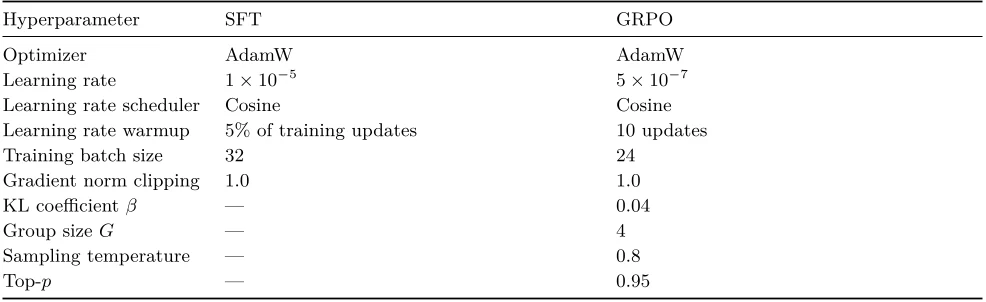 Hyperparameter SFT GRPO
Optimizer AdamW AdamW
Learning rate 1 × 10⁻⁵ 5 × 10⁻⁷
Learning rate scheduler Cosine Cosine
Learning rate warmup 5% of training updates 10 updates
Training batch size 32 24
Gradient norm clipping 1.0 1.0
KL coefficient β — 0.04
Group size G — 4
Sampling temperature — 0.8
Top-p — 0.95